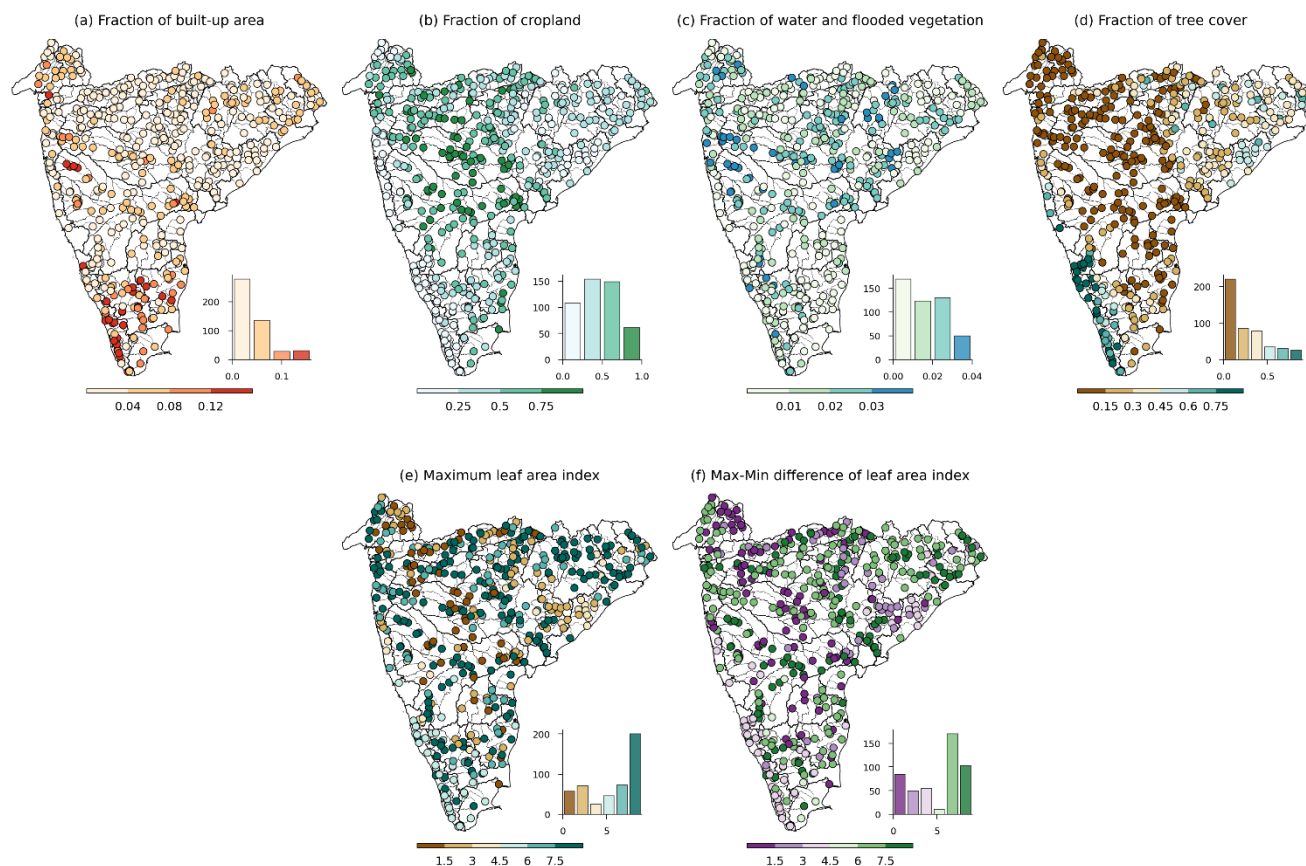 (a) Fraction of built-up area
(b) Fraction of cropland
(c) Fraction of water and flooded vegetation
(d) Fraction of tree cover
200
100
0
0.0 0.1
0.04 0.08 0.12
150
100
50
0
0.0 0.5 1.0
0.25 0.5 0.75
150
100
50
0
0.00 0.02 0.04
0.01 0.02 0.03
200
100
0
0.0 0.5
0.15 0.3 0.45 0.6 0.75
(e) Maximum leaf area index
(f) Max-Min difference of leaf area index
200
100
0
0 5
1.5 3 4.5 6 7.5
150
100
50
0
0 5
1.5 3 4.5 6 7.5